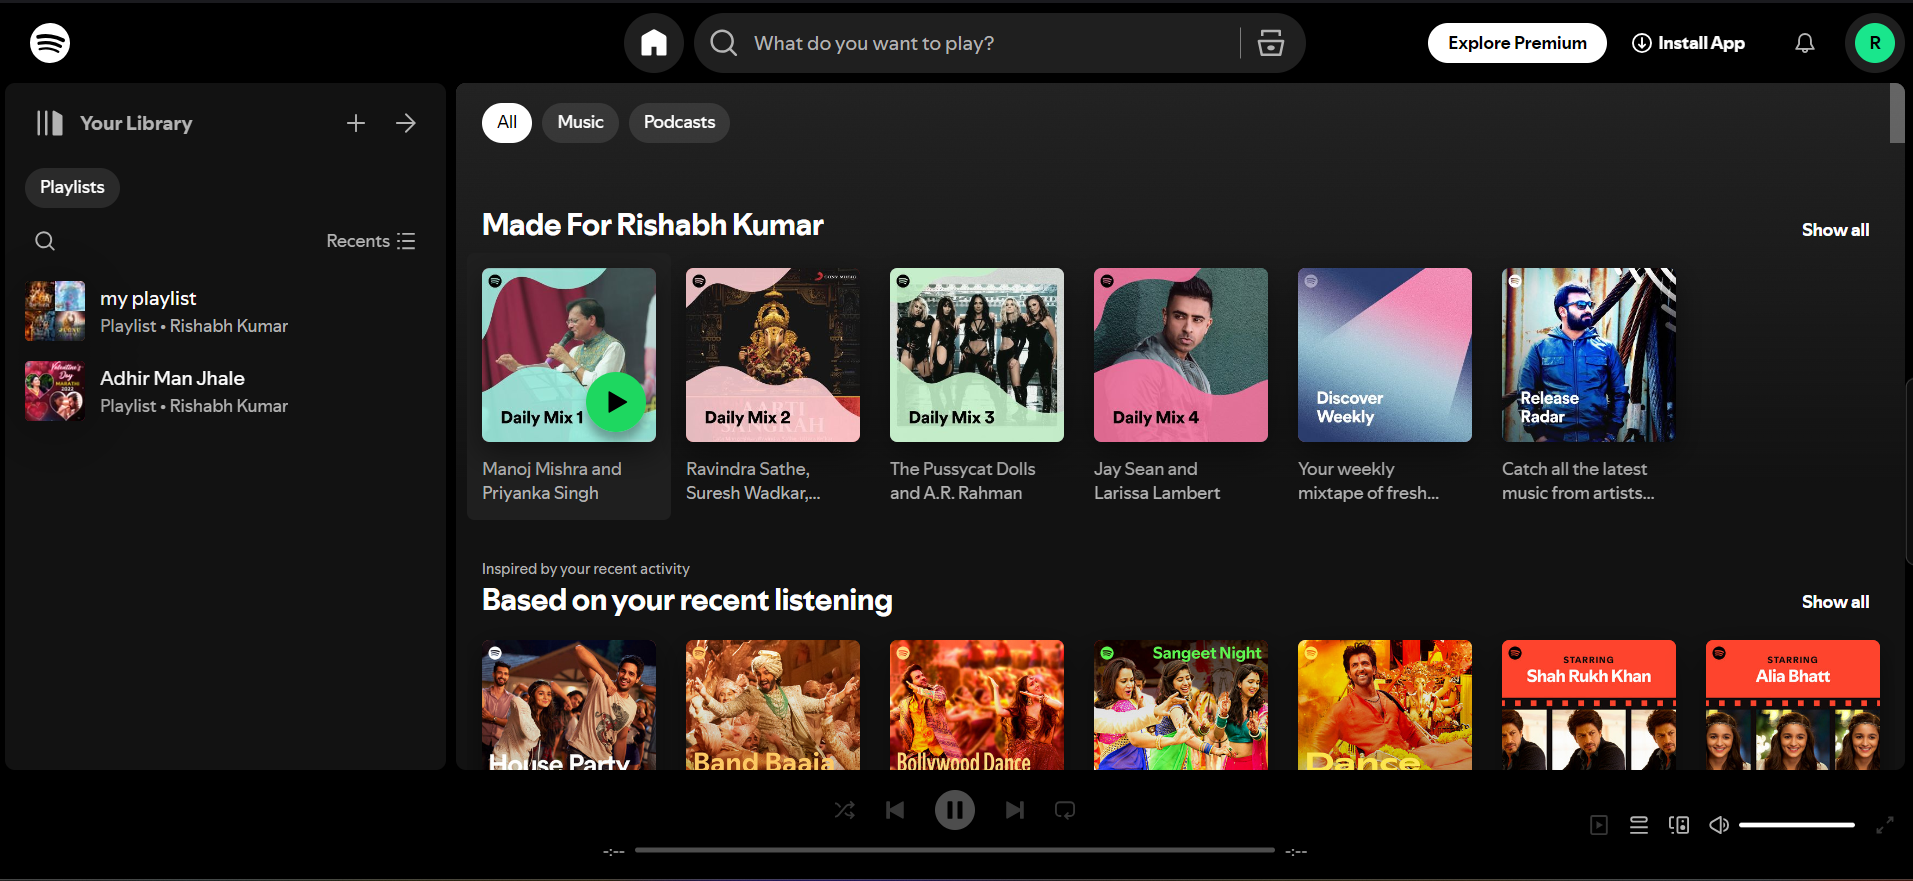 What do you want to play?
Explore Premium
Install App
R
Your Library
Playlists
Recents
my playlist
Playlist • Rishabh Kumar
Adhir Man Jhale
Playlist • Rishabh Kumar
All
Music
Podcasts
Made For Rishabh Kumar
Show all
Daily Mix 1
Manoj Mishra and
Priyanka Singh
Daily Mix 2
Ravindra Sathe,
Suresh Wadkar,...
Daily Mix 3
The Pussycat Dolls
and A.R. Rahman
Daily Mix 4
Jay Sean and
Larissa Lambert
Discover
Weekly
Your weekly
mixtape of fresh...
Release
Radar
Catch all the latest
music from artists...
Inspired by your recent activity
Based on your recent listening
Show all
House Party
Band Baaja
Bollywood Dance
Sangeet Night
Dance
STARRING
Shah Rukh Khan
STARRING
Alia Bhatt
-:--
-:--